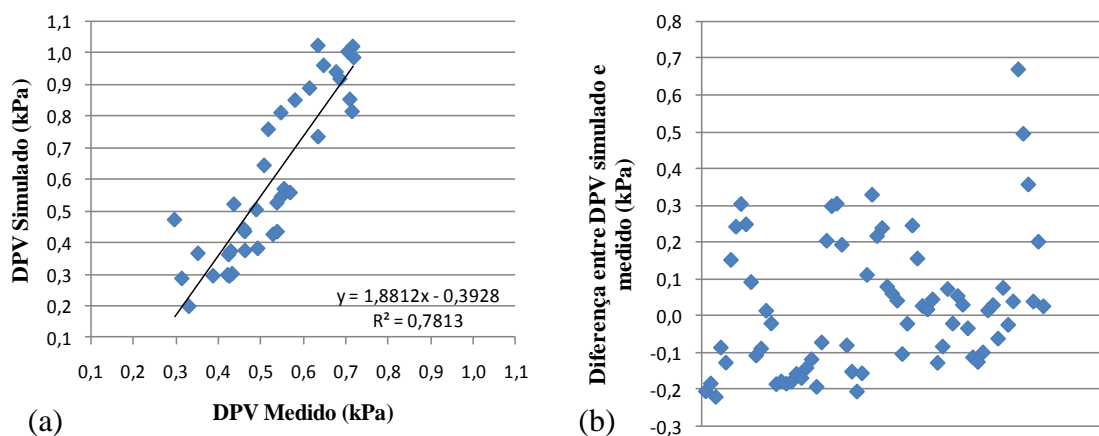 1,1
1,0
0,9
0,8
0,7
0,6
0,5
0,4
0,3
0,2
0,1
DPV Simulado (kPa)
y = 1,8812x - 0,3928
R² = 0,7813
0,1 0,2 0,3 0,4 0,5 0,6 0,7 0,8 0,9 1,0 1,1
DPV Medido (kPa)
(a)
0,8
0,7
0,6
0,5
0,4
0,3
0,2
0,1
0,0
-0,1
-0,2
-0,3
Diferença entre DPV simulado e
medido (kPa)
(b)